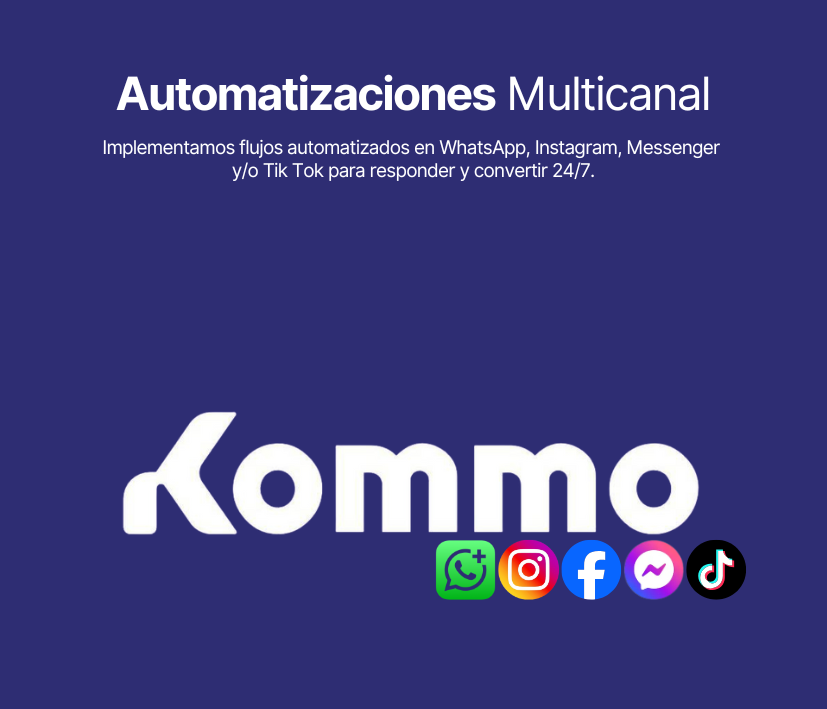 Automatizaciones Multicanal
Implementamos flujos automatizados en WhatsApp, Instagram, Messenger
y/o Tik Tok para responder y convertir 24/7.
Kommo